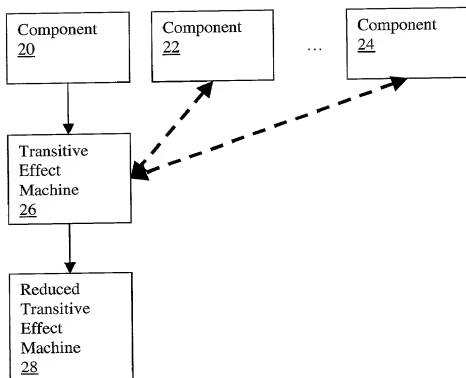 Component
20
Component
22
...
Component
24
Transitive
Effect
Machine
26
Reduced
Transitive
Effect
Machine
28